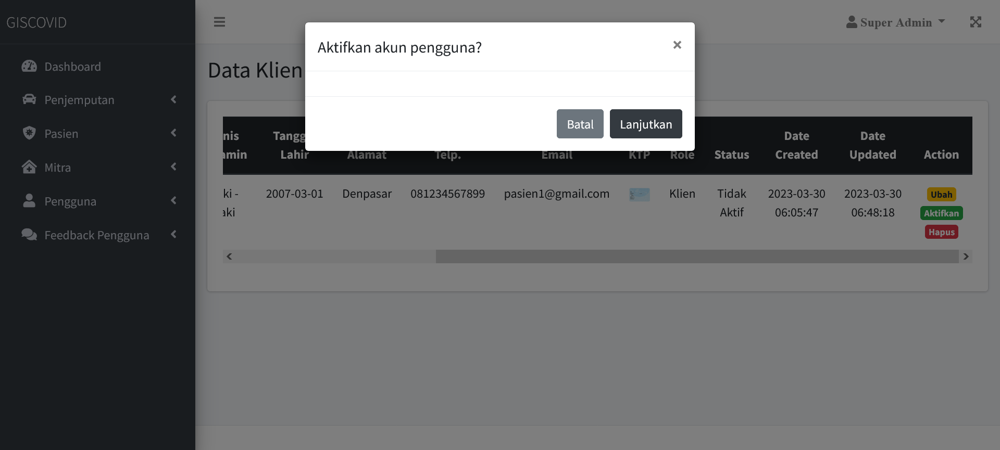 GISCOVID
Super Admin
Dashboard
Penjemputan
Pasien
Mitra
Pengguna
Feedback Pengguna
Data Klien
Aktifkan akun pengguna?
×
Batal
Lanjutkan
nis Tangg Date Date
amin Lahir Alamat Telp. Email KTP Role Status Created Updated Action
ki - 2007-03-01 Denpasar 081234567899 pasien1@gmail.com Klien Tidak 2023-03-30 2023-03-30 Ubah
aki Aktif 06:05:47 06:48:18 Aktifkan
Hapus